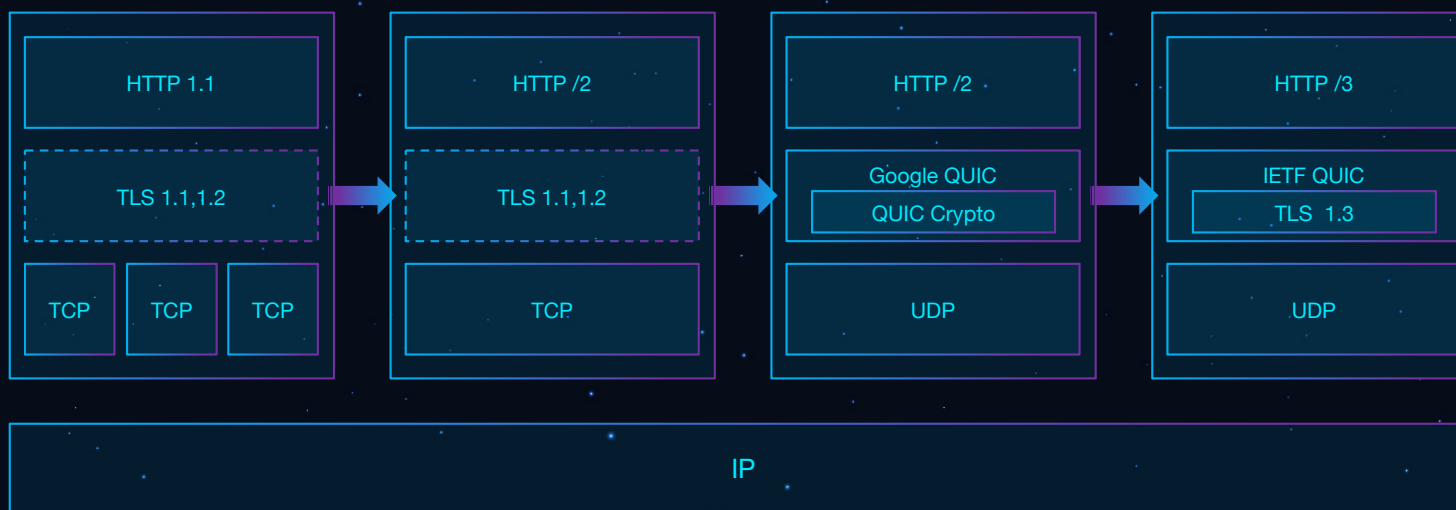 HTTP 1.1
TLS 1.1,1.2
TCP
TCP
TCP
HTTP /2
TLS 1.1,1.2
TCP
HTTP /2
Google QUIC
QUIC Crypto
UDP
HTTP /3
IETF QUIC
TLS 1.3
UDP
IP